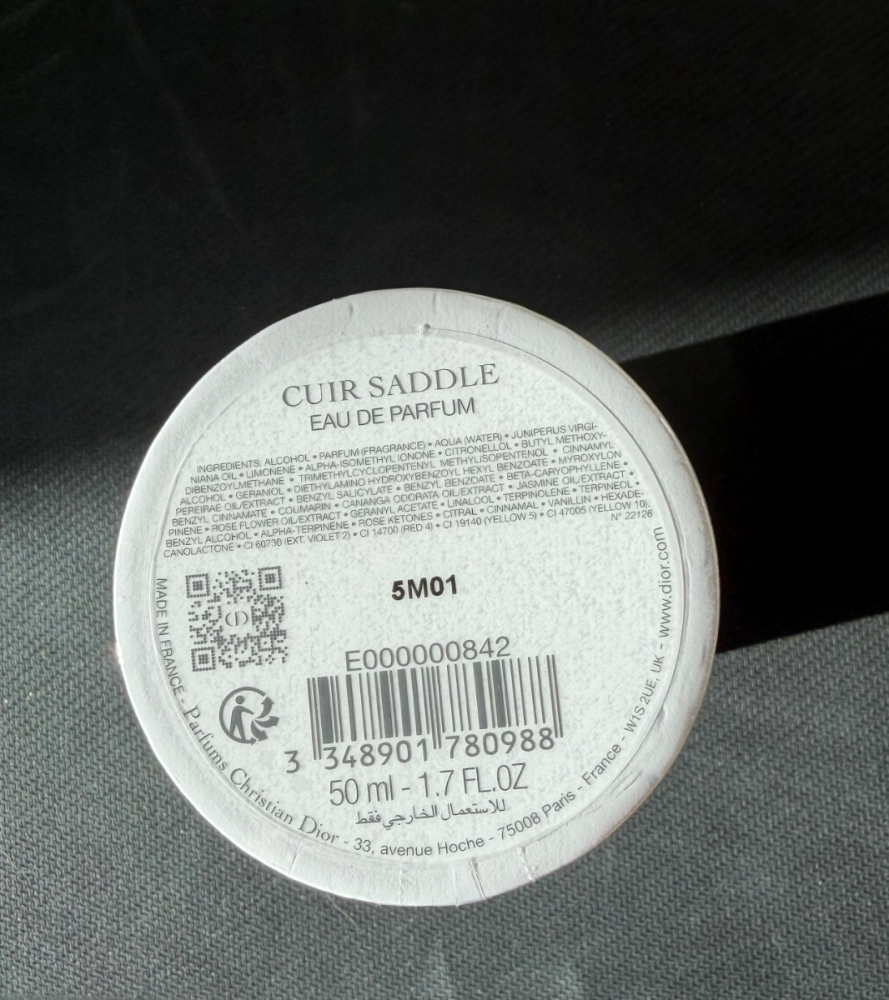 CUIR SADDLE
EAU DE PARFUM
INGREDIENTS: ALCOHOL • PARFUM (FRAGRANCE) • AQUA (WATER) • JUNIPERUS VIRGI-
NIANA OIL • LIMONENE • ALPHA-ISOMETHYL IONONE • CITRONELLOL • BUTYL METHOXY-
DIBENZOYLMETHANE • TRIMETHYLCYCLOPENTENYL METHYLISOPENTENOL • CINNAMYL
ALCOHOL • GERANIOL • DIETHYLAMINO HYDROXYBENZOYL HEXYL BENZOATE • MYROXYLON
PEREIRAE OIL/EXTRACT • BENZYL SALICYLATE • BENZYL BENZOATE • BETA-CARYOPHYLLENE •
BENZYL CINNAMATE • COUMARIN • CANANGA ODORATA OIL/EXTRACT • JASMINE OIL/EXTRACT •
PINENE • ROSE FLOWER OIL/EXTRACT • GERANYL ACETATE • LINALOOL • TERPINOLENE • TERPINEOL •
BENZYL ALCOHOL • ALPHA-TERPINENE • ROSE KETONES • CITRAL • CINNAMAL • VANILLIN • HEXADE-
CANOLACTONE • CI 60730 (EXT. VIOLET 2) • CI 14700 (RED 4) • CI 19140 (YELLOW 5) • CI 47005 (YELLOW 10).
N° 22126
5M01
E000000842
3 348901 780988
50 ml - 1.7 FL.OZ
للاستعمال الخارجي فقط
MADE IN FRANCE - Parfums Christian Dior - 33, avenue Hoche - 75008 Paris - France - W1S 2UE, UK - www.dior.com